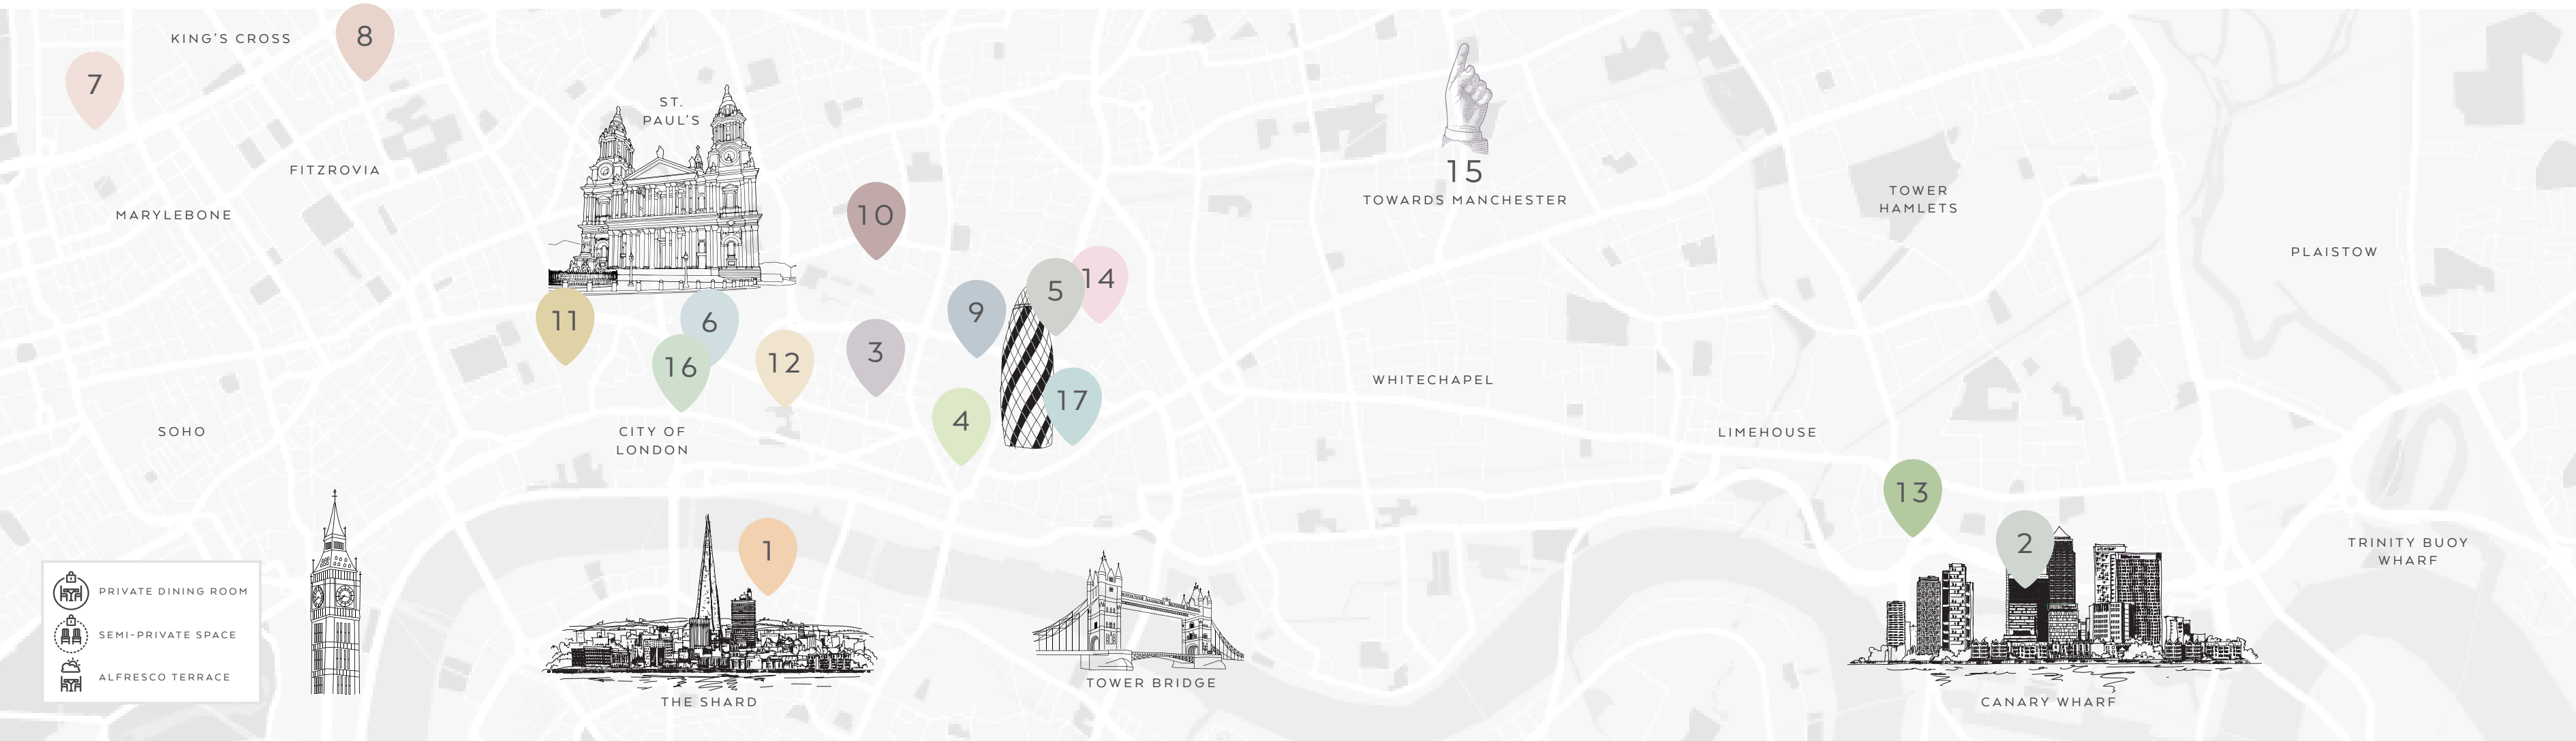 KING'S CROSS
8
7
ST.
PAUL'S
FITZROVIA
MARYLEBONE
10
15
TOWARDS MANCHESTER
TOWER
HAMLETS
PLAISTOW
11
6
16
12
3
9
5
14
4
17
WHITECHAPEL
SOHO
CITY OF
LONDON
LIMEHOUSE
13
2
1
TRINITY BUOY
WHARF
PRIVATE DINING ROOM
SEMI-PRIVATE SPACE
ALFRESCO TERRACE
THE SHARD
TOWER BRIDGE
CANARY WHARF